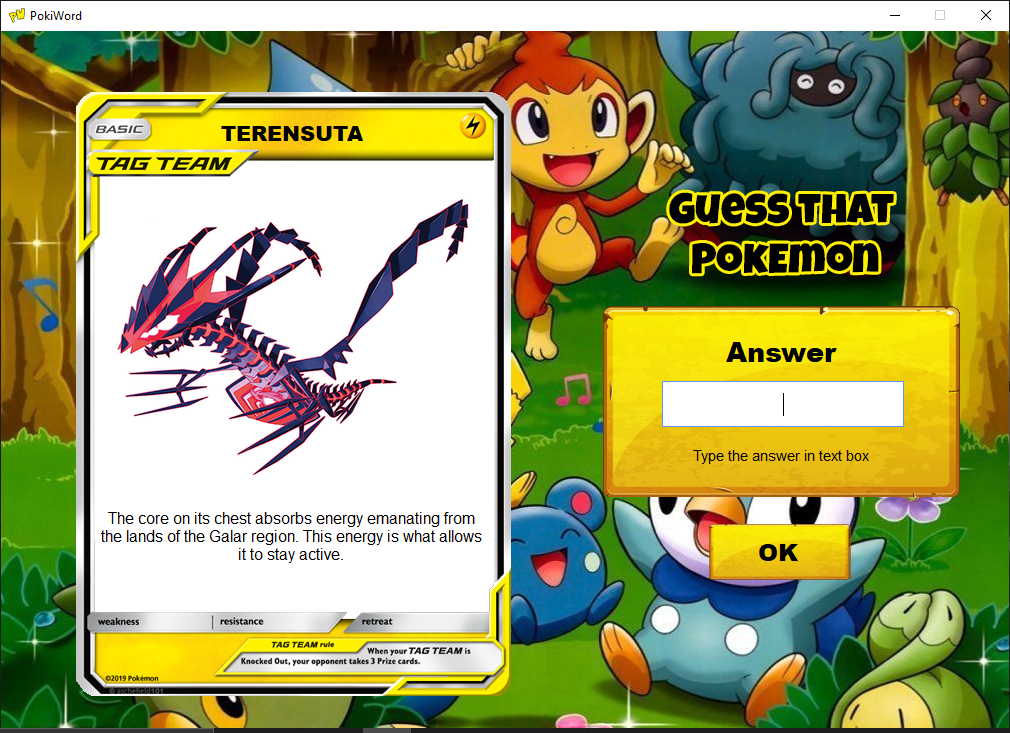 PokiWord
BASIC
TERENSUTA
TAG TEAM
GUESS THAT
POKEMON
Answer
Type the answer in text box
OK
The core on its chest absorbs energy emanating from
the lands of the Galar region. This energy is what allows
it to stay active.
weakness resistance retreat
TAG TEAM rule When your TAG TEAM is
Knocked Out, your opponent takes 3 Prize cards.
©2019 Pokémon
© aschefield101